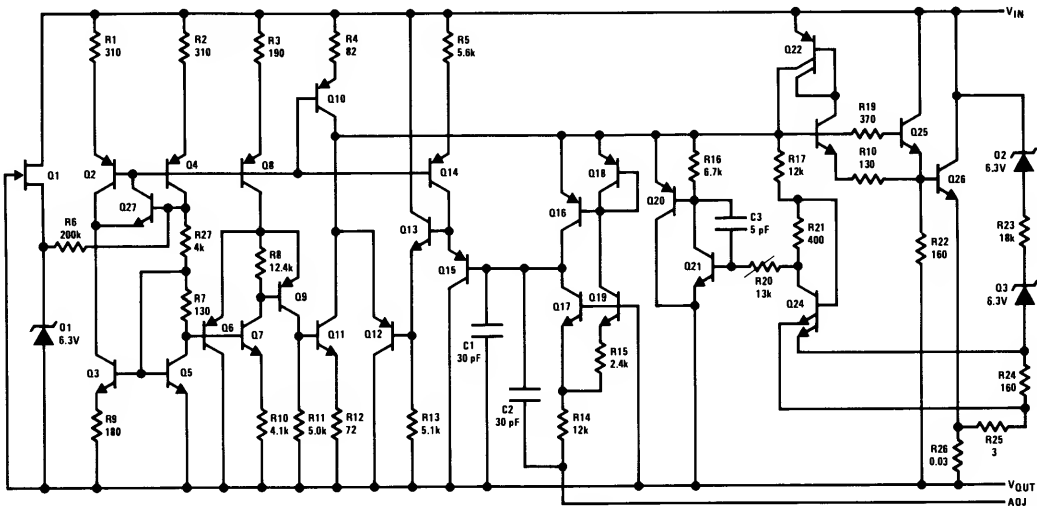 VIN
R1
310
R2
310
R3
190
R4
82
R5
5.6k
Q22
Q10
R19
370
Q25
R10
130
Q26
Q2
6.3V
Q1
Q2
Q4
Q8
Q14
Q18
R16
6.7k
R17
12k
Q27
R6
200k
R27
4k
Q13
Q16
Q20
C3
5 pF
R21
400
R22
160
R23
18k
R8
12.4k
Q15
Q21
R20
13k
Q3
6.3V
Q1
6.3V
R7
130
Q9
Q17
Q19
Q24
Q6
Q7
Q11
Q12
C1
30 pF
R15
2.4k
Q3
Q5
R24
160
R9
180
R10
4.1k
R11
5.0k
R12
72
R13
5.1k
C2
30 pF
R14
12k
R25
3
R26
0.03
VOUT
ADJ